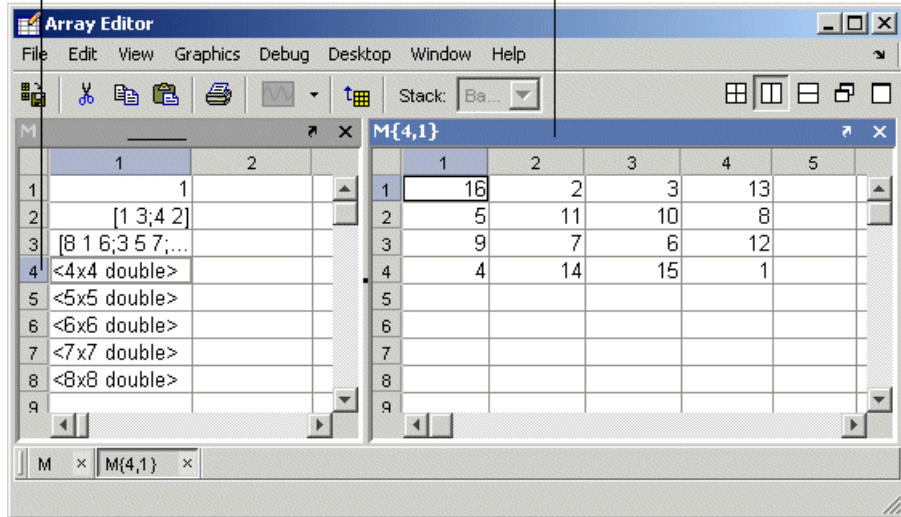 Array Editor
File Edit View Graphics Debug Desktop Window Help
Stack: Ba...
M
1 2
1 1
2 [1 3;4 2]
3 [8 1 6;3 5 7;...
4 <4x4 double>
5 <5x5 double>
6 <6x6 double>
7 <7x7 double>
8 <8x8 double>
9
M{4,1}
1 2 3 4 5
1 16 2 3 13
2 5 11 10 8
3 9 7 6 12
4 4 14 15 1
5
6
7
8
9
M M{4,1}